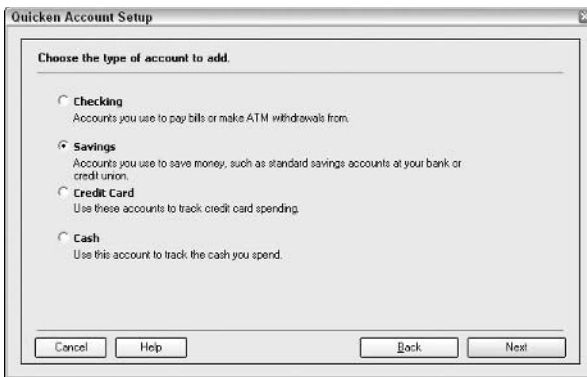 Quicken Account Setup
Choose the type of account to add.
Checking
Accounts you use to pay bills or make ATM withdrawals from.
Savings
Accounts you use to save money, such as standard savings accounts at your bank or
credit union.
Credit Card
Use these accounts to track credit card spending.
Cash
Use this account to track the cash you spend.
Cancel
Help
Back
Next